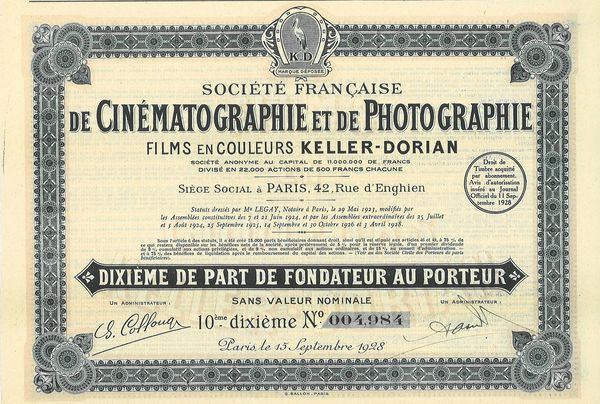 K.D
MARQUE DÉPOSÉE
SOCIÉTÉ FRANÇAISE
DE CINÉMATOGRAPHIE ET DE PHOTOGRAPHIE
FILMS EN COULEURS KELLER-DORIAN
SOCIÉTÉ ANONYME AU CAPITAL DE 11.000.000 DE FRANCS
DIVISÉ EN 22.000 ACTIONS DE 500 FRANCS CHACUNE
SIÈGE SOCIAL À PARIS, 42, Rue d'Enghien
Droit de
Timbre acquitté
par abonnement.
Avis d'autorisation
inséré au Journal
Officiel du 11 Sep-
tembre 1928
Statuts dressés par Me LEGAY, Notaire à Paris, le 29 Mai 1923, modifiés par
les Assemblées constitutives des 7 et 21 Juin 1924, et par les Assemblées extraordinaires des 25 Juillet
et 5 Août 1924, 25 Septembre 1925, 14 Septembre et 30 Octobre 1926 et 3 Avril 1928.
DIXIÈME DE PART DE FONDATEUR AU PORTEUR
SANS VALEUR NOMINALE
UN ADMINISTRATEUR :
UN ADMINISTRATEUR :
10ème dixième No 004,984
Paris le 15 Septembre 1928